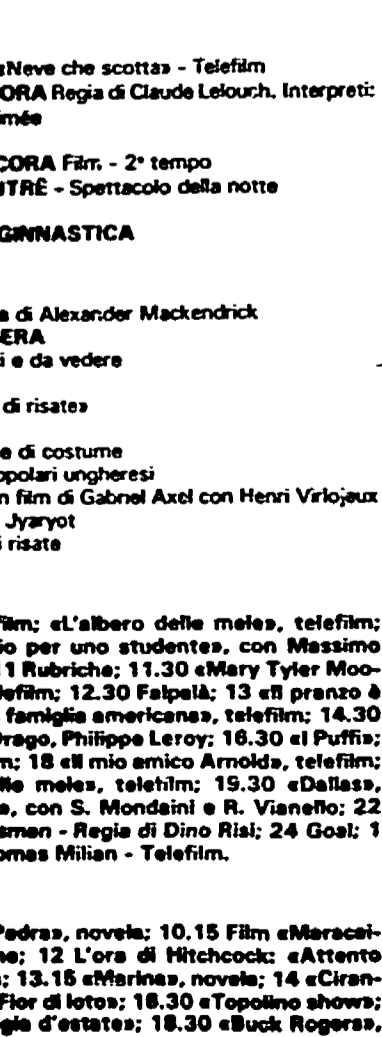 «Neve che scotta» - Telefilm
ORA Regia di Claude Lelouch. Interpreti:
imée
CORA Film - 2° tempo
UTRÊ - Spettacolo della notte
GINNASTICA
a di Alexander Mackendrick
ERA
i e da vedere
di risate»
e di costume
opolari ungheresi
n film di Gabriel Axel con Henri Virlojeux
Jyaryot
i risate
film; «L'albero delle mele», telefilm;
io per uno studente», con Massimo
11 Rubriche; 11.30 «Mary Tyler Moo-
lefilm; 12.30 Falpalà; 13 «Il pranzo è
famiglia americana», telefilm; 14.30
Drago, Philippe Leroy; 16.30 «I Puffi»;
m; 18 «Il mio amico Arnold», telefilm;
lle mele», telefilm; 19.30 «Dallas»,
», con S. Mondaini e R. Vianello; 22
smen - Regia di Dino Risi; 24 Goal; 1
omas Milian - Telefilm.
Pedra», novela; 10.15 Film «Maracai-
ne; 12 L'ora di Hitchcock: «Attento
; 13.15 «Marina», novela; 14 «Ciran-
Fior di loto»; 16.30 «Topolino show»;
gia d'estate»; 18.30 «Buck Rogers»,